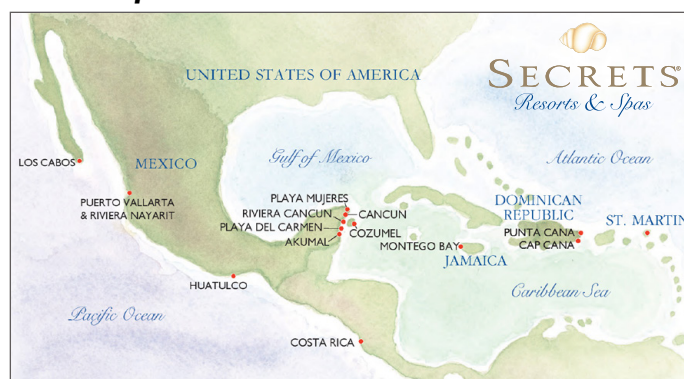 SECRETS®
Resorts & Spas
UNITED STATES OF AMERICA
Gulf of Mexico
Atlantic Ocean
LOS CABOS
MEXICO
PUERTO VALLARTA
& RIVIERA NAYARIT
PLAYA MUJERES
RIVIERA CANCUN
CANCUN
PLAYA DEL CARMEN
COZUMEL
AKUMAL
DOMINICAN
REPUBLIC
PUNTA CANA
CAP CANA
ST. MARTIN
MONTEGO BAY
JAMAICA
HUATULCO
Caribbean Sea
Pacific Ocean
COSTA RICA